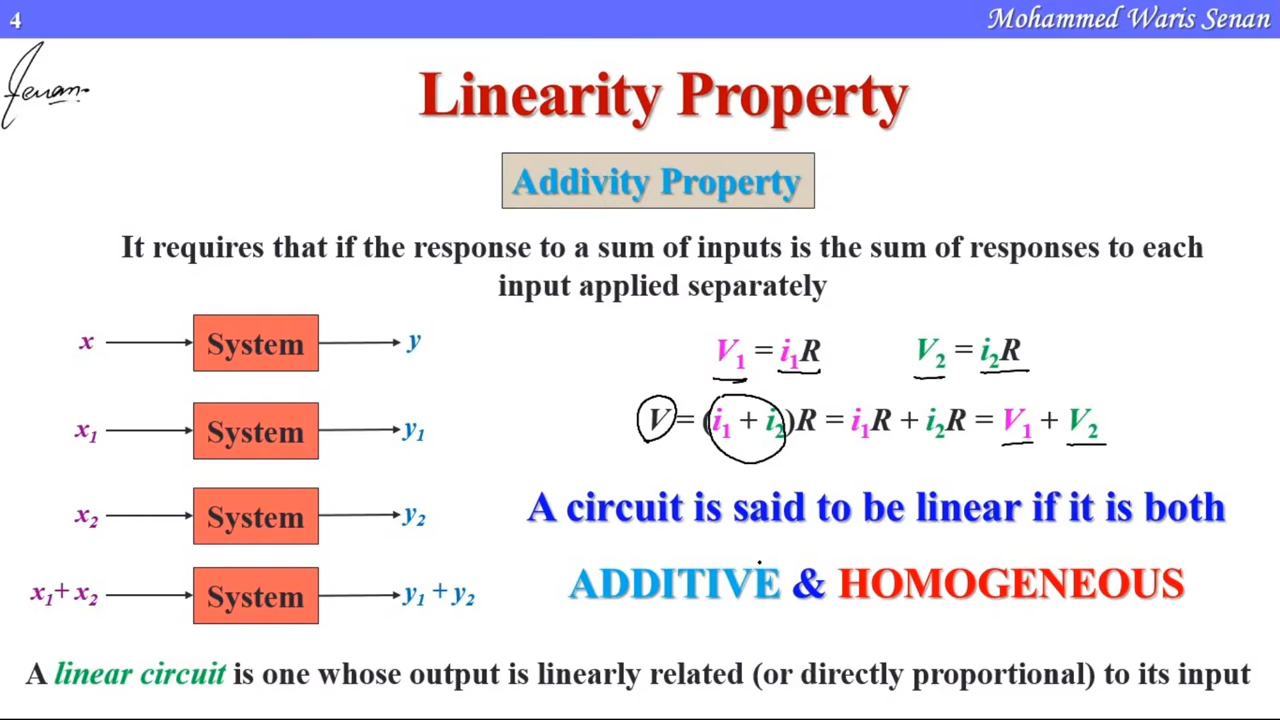 4
Mohammed Waris Senan
Senan
Linearity Property
Addivity Property
It requires that if the response to a sum of inputs is the sum of responses to each
input applied separately
x System y
x₁ System y₁
x₂ System y₂
x₁+ x₂ System y₁ + y₂
V₁ = i₁R V₂ = i₂R
V = (i₁ + i₂)R = i₁R + i₂R = V₁ + V₂
A circuit is said to be linear if it is both
ADDITIVE & HOMOGENEOUS
A linear circuit is one whose output is linearly related (or directly proportional) to its input